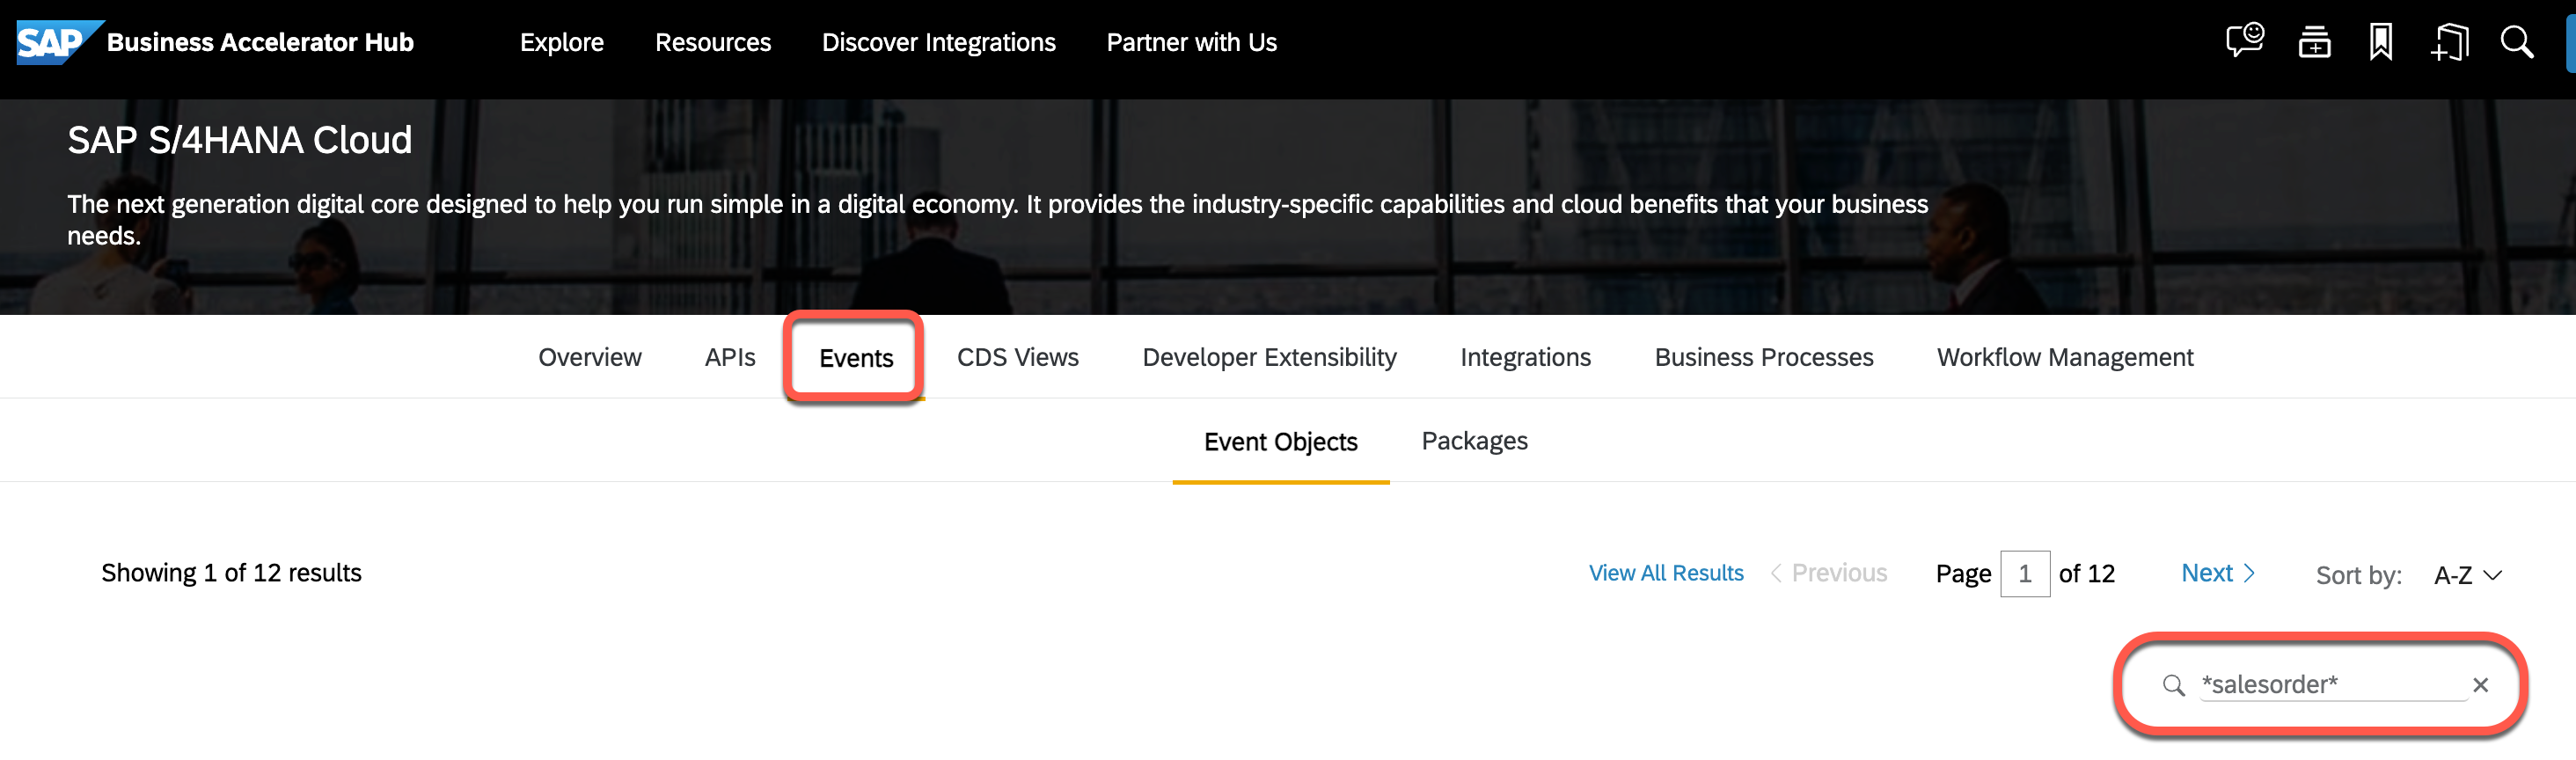 SAP Business Accelerator Hub Explore Resources Discover Integrations Partner with Us
SAP S/4HANA Cloud
The next generation digital core designed to help you run simple in a digital economy. It provides the industry-specific capabilities and cloud benefits that your business
needs.
Overview APIs Events CDS Views Developer Extensibility Integrations Business Processes Workflow Management
Event Objects Packages
Showing 1 of 12 results View All Results Previous Page 1 of 12 Next Sort by: A-Z
*salesorder*